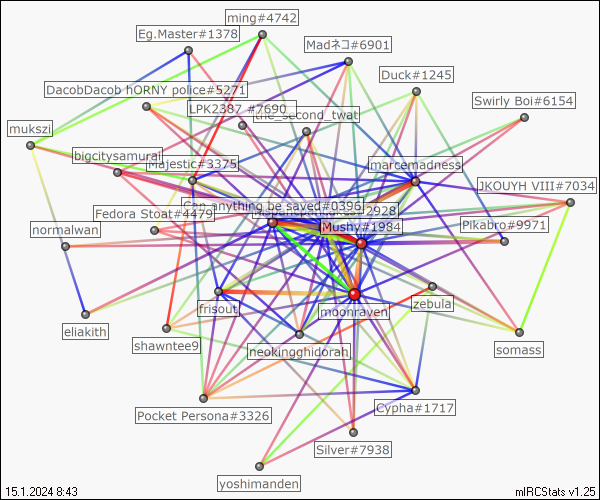 ming#4742
Eg.Master#1378
Madネコ#6901
Duck#1245
DacobDacob hORNY police#5271
LPK2387 #7690
Swirly Boi#6154
the_second_twat
mukszi
bigcitysamurai
Majestic#3375
marcemadness
JKOUYH VIII#7034
Can anything be saved#0396
Fedora Stoat#4479
#2928
Mushy#1984
Pikabro#9971
normalwan
frisout
moonraven
zebula
eliakith
shawntee9
neokingghidorah
somass
Pocket Persona#3326
Cypha#1717
Silver#7938
yoshimanden
15.1.2024 8:43
mIRCStats v1.25